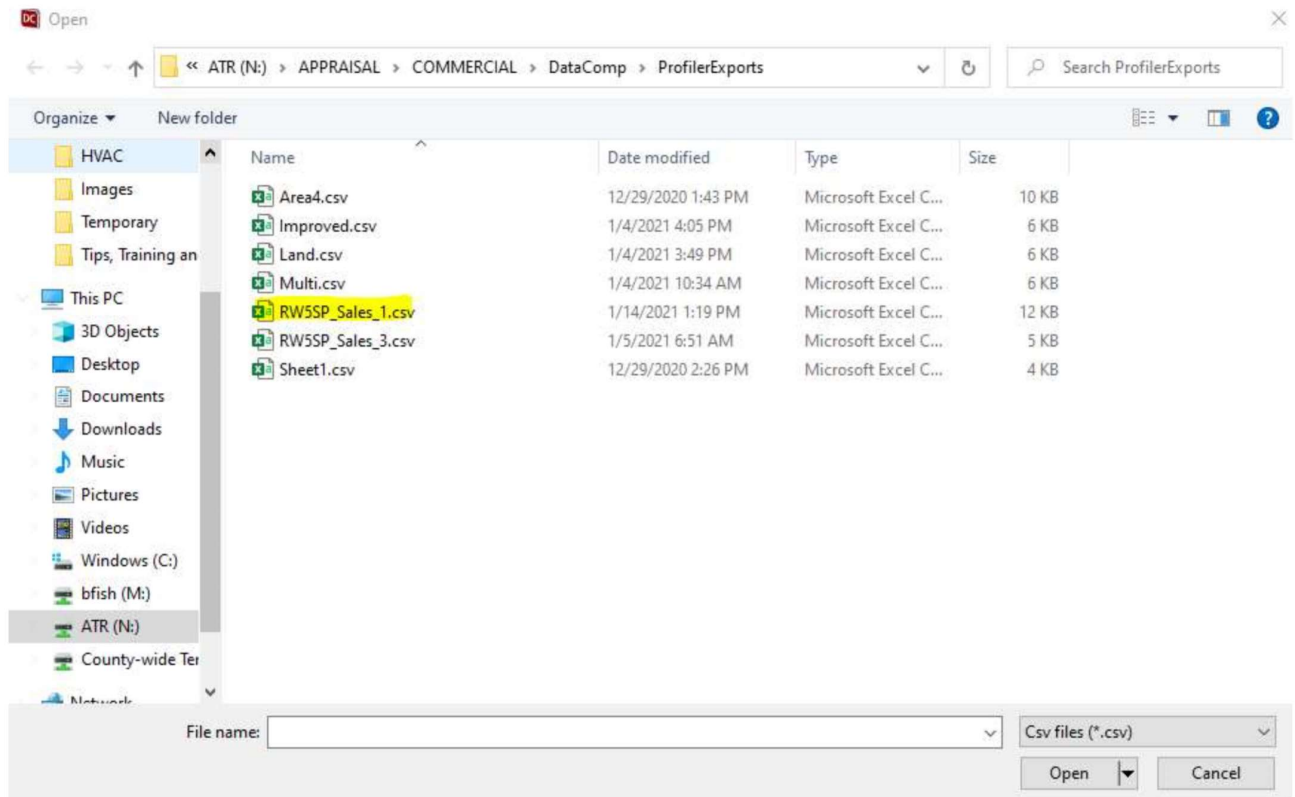 DC Open
« ATR (N:) › APPRAISAL › COMMERCIAL › DataComp › ProfilerExports
Search ProfilerExports
Organize
New folder
Name
Date modified
Type
Size
HVAC
Images
Temporary
Tips, Training an
This PC
3D Objects
Desktop
Documents
Downloads
Music
Pictures
Videos
Windows (C:)
bfish (M:)
ATR (N:)
County-wide Ter
Network
Area4.csv 12/29/2020 1:43 PM Microsoft Excel C... 10 KB
Improved.csv 1/4/2021 4:05 PM Microsoft Excel C... 6 KB
Land.csv 1/4/2021 3:49 PM Microsoft Excel C... 6 KB
Multi.csv 1/4/2021 10:34 AM Microsoft Excel C... 6 KB
RW5SP_Sales_1.csv 1/14/2021 1:19 PM Microsoft Excel C... 12 KB
RW5SP_Sales_3.csv 1/5/2021 6:51 AM Microsoft Excel C... 5 KB
Sheet1.csv 12/29/2020 2:26 PM Microsoft Excel C... 4 KB
File name:
Csv files (*.csv)
Open
Cancel